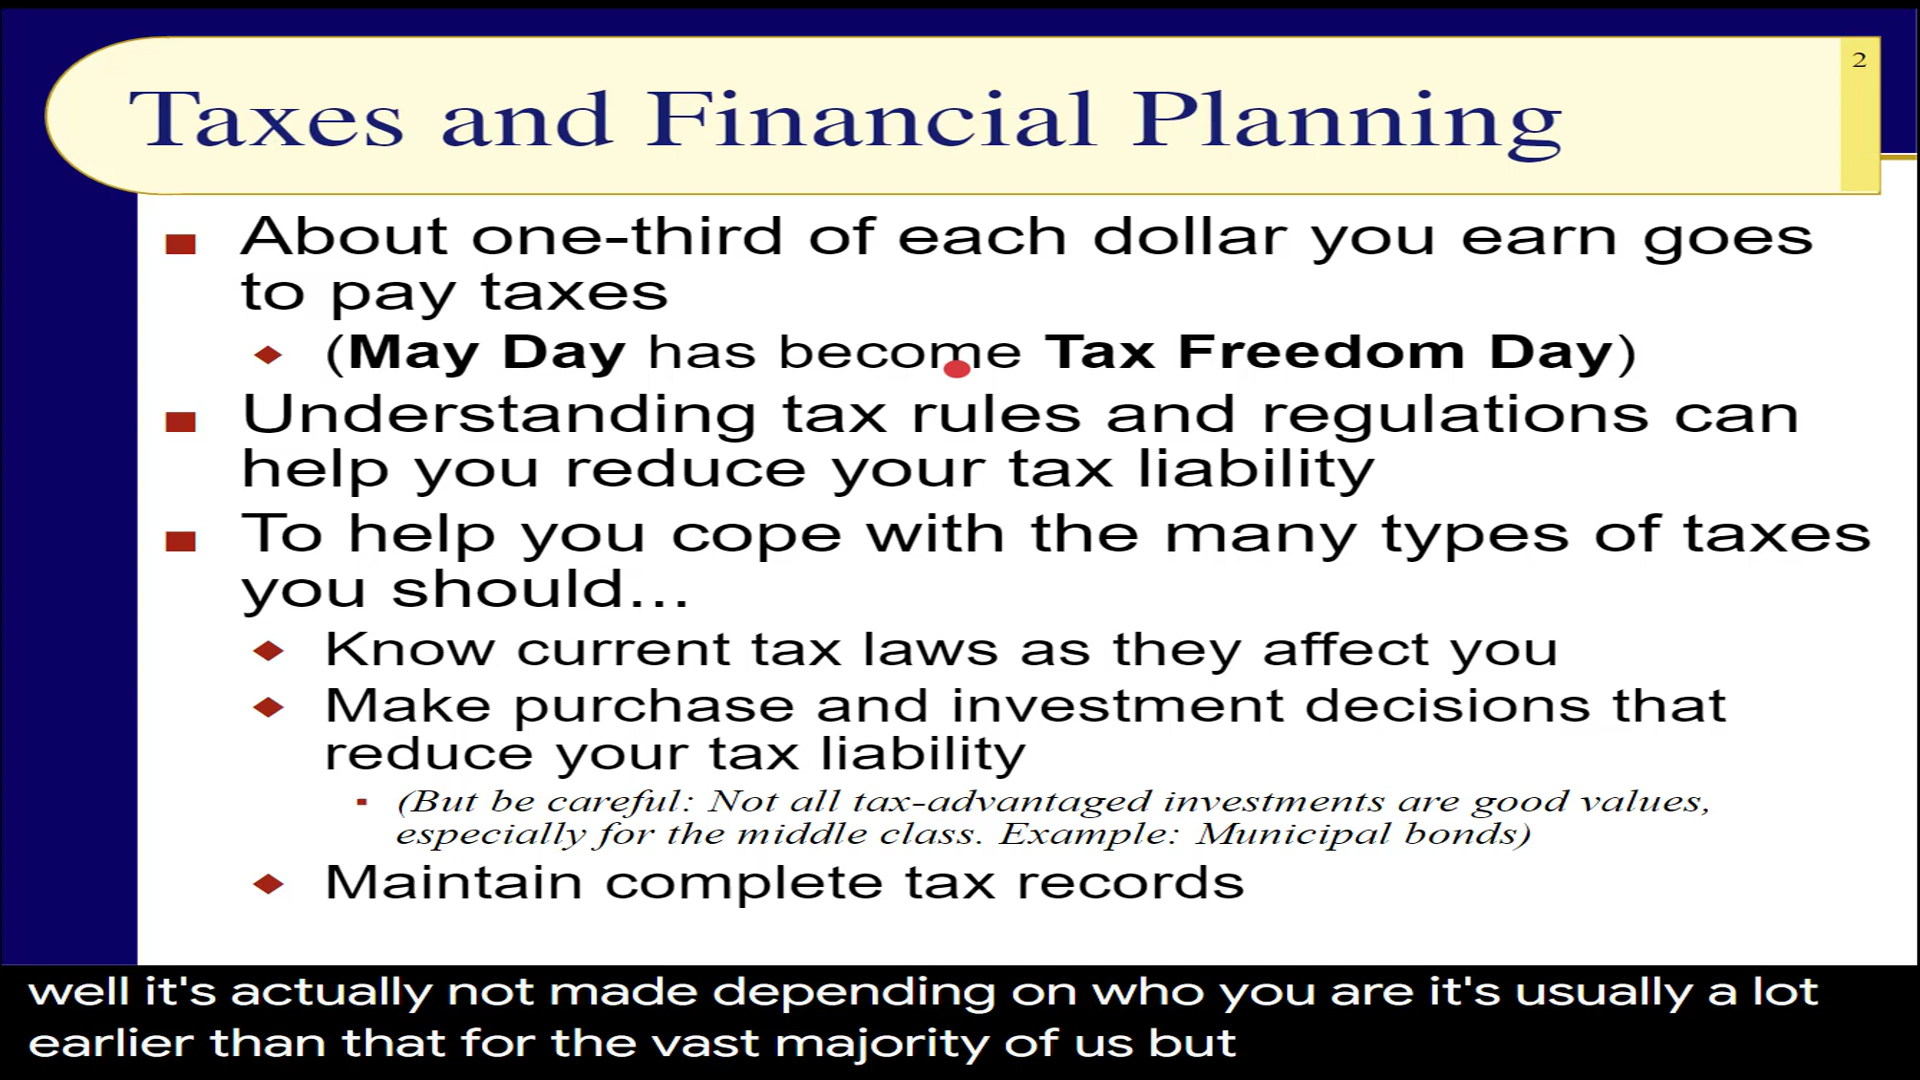 2
Taxes and Financial Planning
About one-third of each dollar you earn goes
to pay taxes
(May Day has become Tax Freedom Day)
Understanding tax rules and regulations can
help you reduce your tax liability
To help you cope with the many types of taxes
you should...
Know current tax laws as they affect you
Make purchase and investment decisions that
reduce your tax liability
(But be careful: Not all tax-advantaged investments are good values,
especially for the middle class. Example: Municipal bonds)
Maintain complete tax records
well it's actually not made depending on who you are it's usually a lot
earlier than that for the vast majority of us but